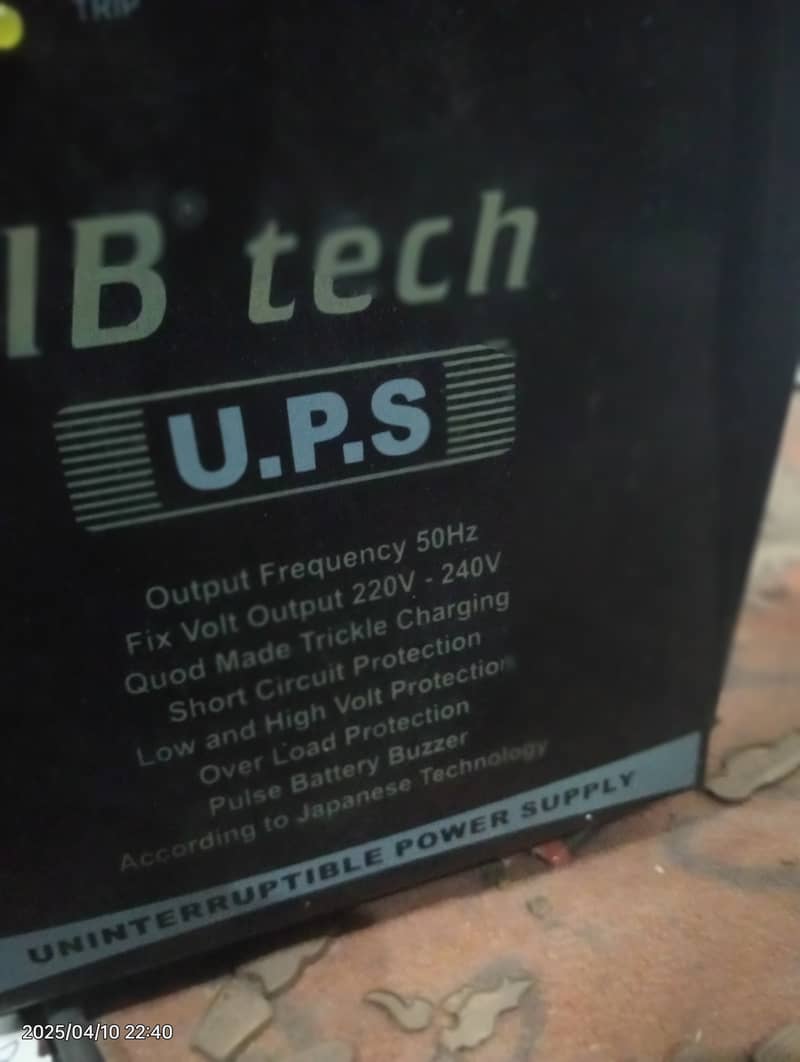 TRIP
IB tech
U.P.S
Output Frequency 50Hz
Fix Volt Output 220V - 240V
Quod Made Trickle Charging
Short Circuit Protection
Low and High Volt Protection
Over Load Protection
Pulse Battery Buzzer
According to Japanese Technology
UNINTERRUPTIBLE POWER SUPPLY
2025/04/10 22:40